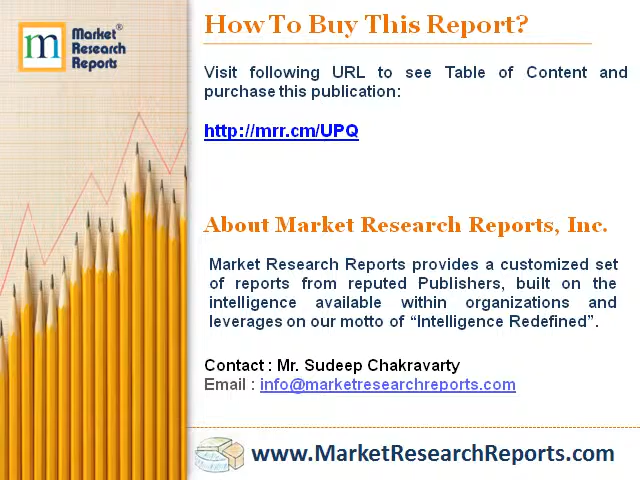 m
Market®
Research
Reports
How To Buy This Report?
Visit following URL to see Table of Content and
purchase this publication:
http://mrr.cm/UPQ
About Market Research Reports, Inc.
Market Research Reports provides a customized set
of reports from reputed Publishers, built on the
intelligence available within organizations and
leverages on our motto of “Intelligence Redefined”.
Contact : Mr. Sudeep Chakravarty
Email : info@marketresearchreports.com
www.MarketResearchReports.com